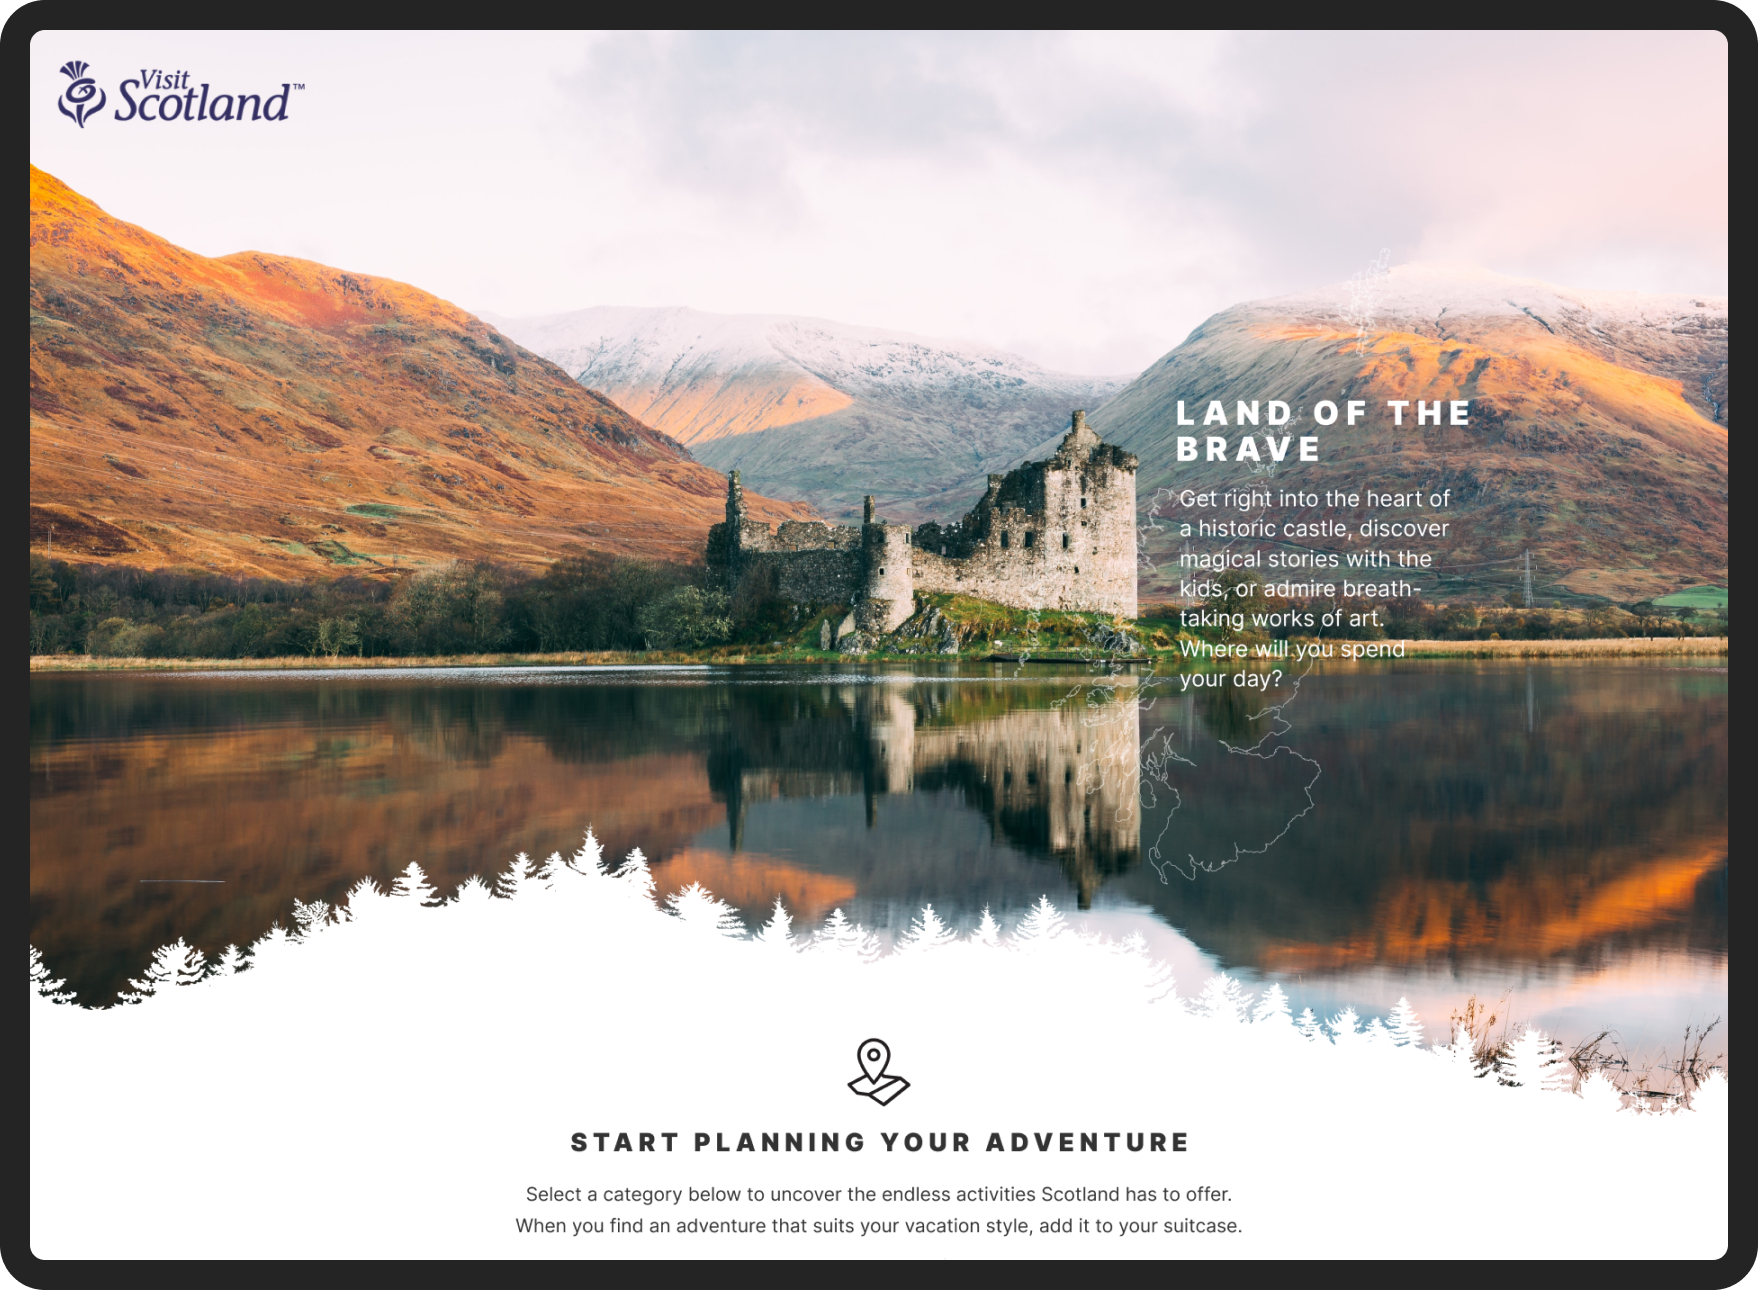 Visit
Scotland™
LAND OF THE
BRAVE
Get right into the heart of
a historic castle, discover
magical stories with the
kids, or admire breath-
taking works of art.
Where will you spend
your day?
START PLANNING YOUR ADVENTURE
Select a category below to uncover the endless activities Scotland has to offer.
When you find an adventure that suits your vacation style, add it to your suitcase.